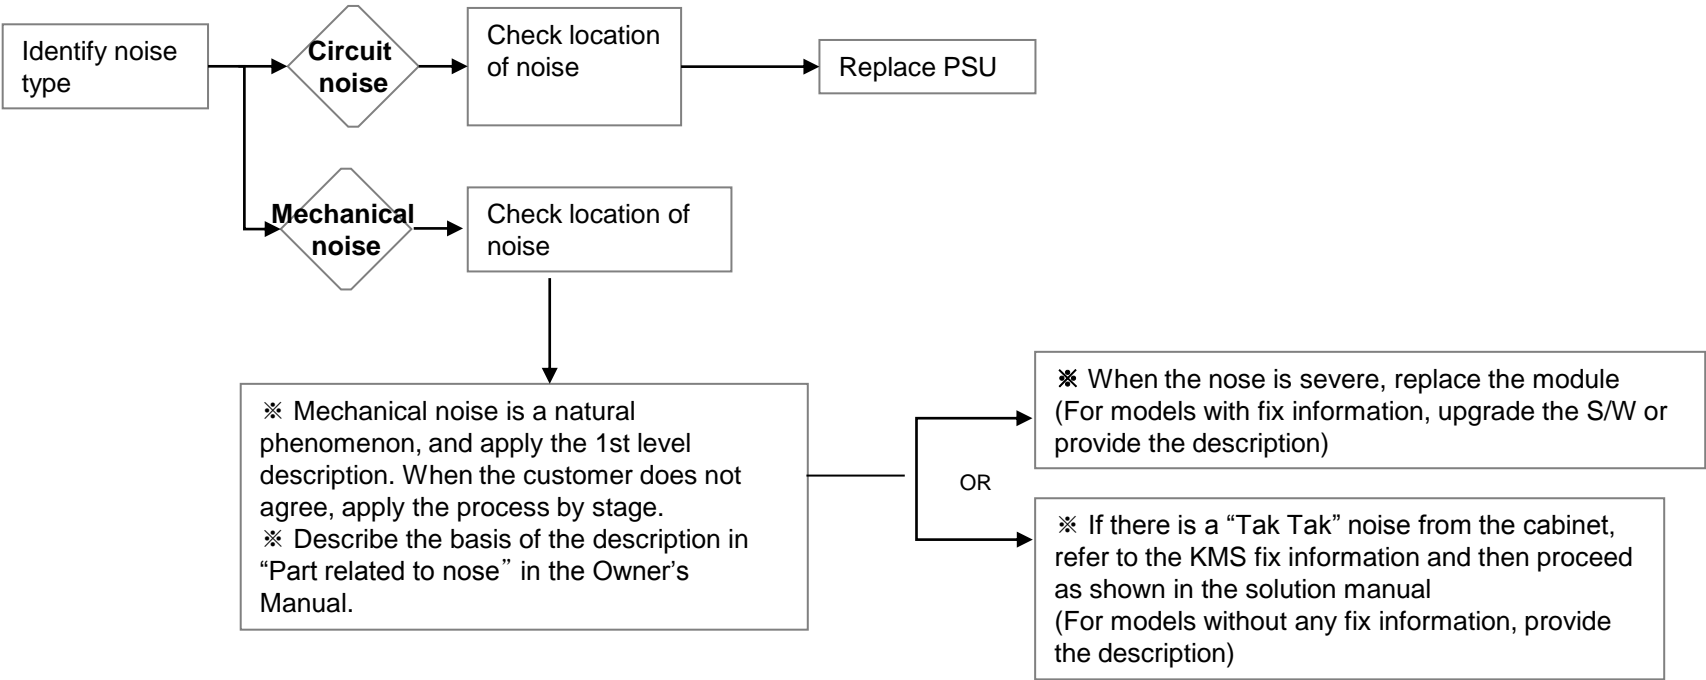 Identify noise
type
Circuit
noise
Check location
of noise
Replace PSU
Mechanical
noise
Check location of
noise
※ Mechanical noise is a natural
phenomenon, and apply the 1st level
description. When the customer does not
agree, apply the process by stage.
※ Describe the basis of the description in
“Part related to nose” in the Owner’s
Manual.
OR
※ When the nose is severe, replace the module
(For models with fix information, upgrade the S/W or
provide the description)
※ If there is a “Tak Tak” noise from the cabinet,
refer to the KMS fix information and then proceed
as shown in the solution manual
(For models without any fix information, provide
the description)